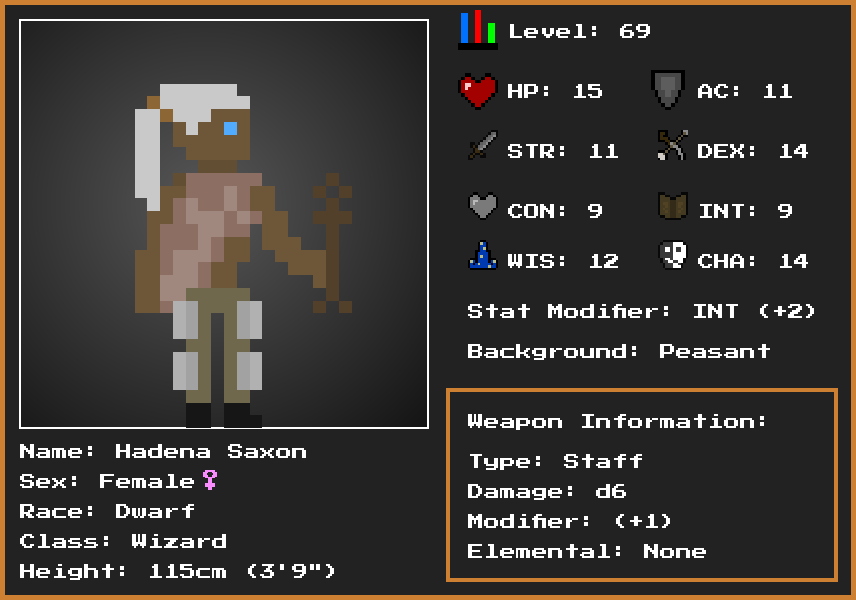 Level: 69
HP: 15
AC: 11
STR: 11
DEX: 14
CON: 9
INT: 9
WIS: 12
CHA: 14
Stat Modifier: INT (+2)
Background: Peasant
Weapon Information:
Type: Staff
Damage: d6
Modifier: (+1)
Elemental: None
Name: Hadena Saxon
Sex: Female♀
Race: Dwarf
Class: Wizard
Height: 115cm (3'9")